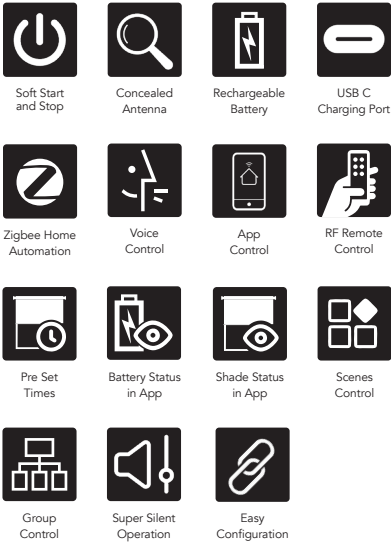 Soft Start
and Stop
Concealed
Antenna
Rechargeable
Battery
USB C
Charging Port
Zigbee Home
Automation
Voice
Control
App
Control
RF Remote
Control
Pre Set
Times
Battery Status
in App
Shade Status
in App
Scenes
Control
Group
Control
Super Silent
Operation
Easy
Configuration